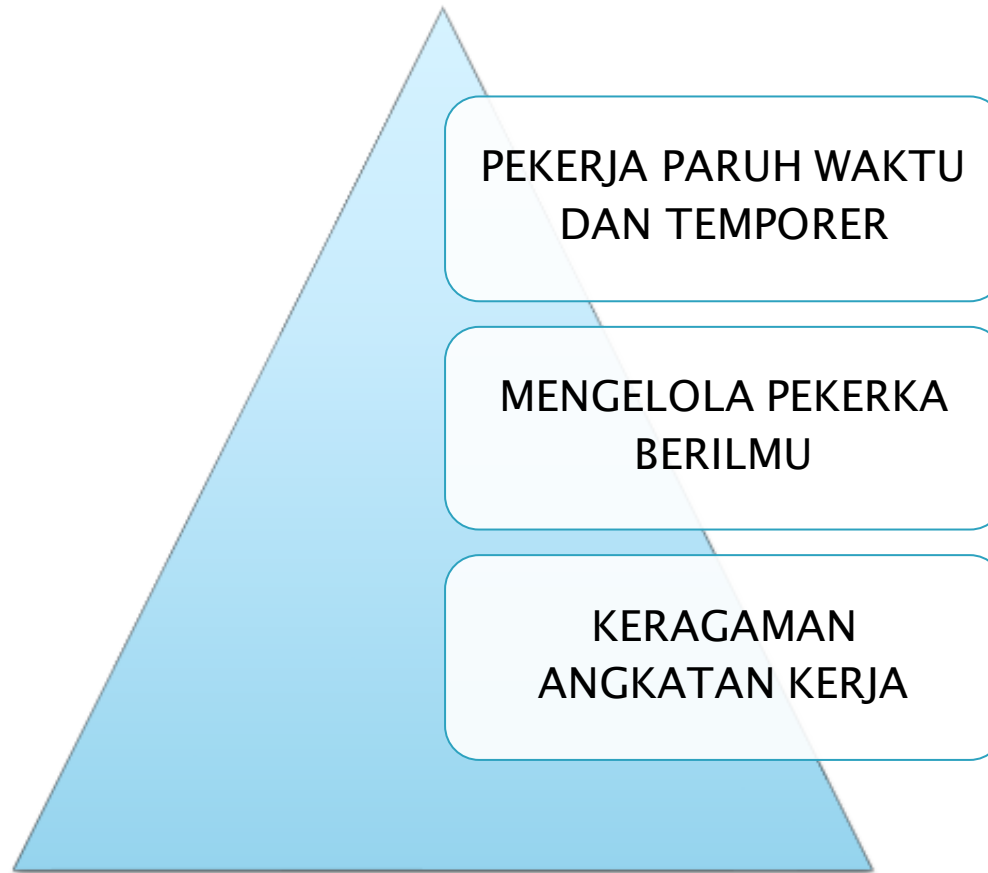 PEKERJA PARUH WAKTU
DAN TEMPORER
MENGELOLA PEKERKA
BERILMU
KERAGAMAN
ANGKATAN KERJA